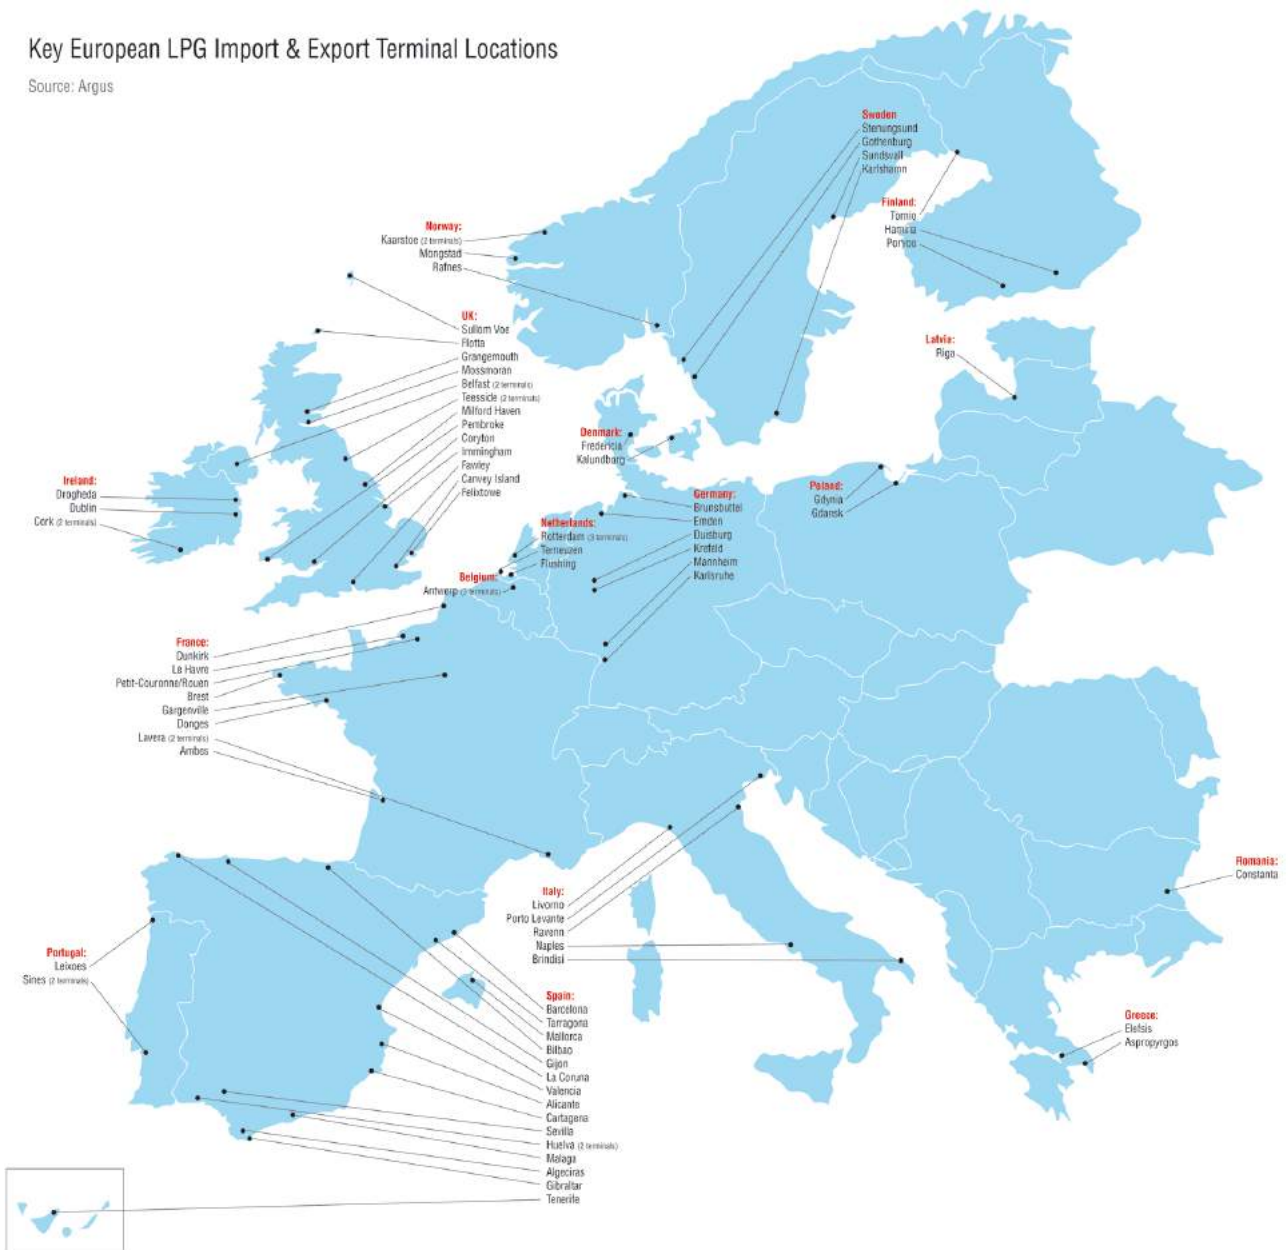 Key European LPG Import & Export Terminal Locations
Source: Argus
Sweden
Stenungsund
Gothenburg
Sundsvall
Karlshamn
Finland:
Tornio
Hamina
Porvoo
Norway:
Kaarstoe (2 terminals)
Mongstad
Rafnes
UK:
Sullom Voe
Flotta
Grangemouth
Mossmoran
Belfast (2 terminals)
Teesside (2 terminals)
Milford Haven
Pembroke
Coryton
Immingham
Fawley
Canvey Island
Felixtowe
Latvia:
Riga
Denmark:
Fredericia
Kalundborg
Ireland:
Drogheda
Dublin
Cork (2 terminals)
Poland:
Gdynia
Gdansk
Germany:
Brunsbuttel
Emden
Duisburg
Krefeld
Mannheim
Karlsruhe
Netherlands:
Rotterdam (3 terminals)
Terneuzen
Flushing
Belgium:
Antwerp (3 terminals)
France:
Dunkirk
Le Havre
Petit-Couronne/Rouen
Brest
Gargenville
Donges
Lavera (2 terminals)
Ambes
Italy:
Livorno
Porto Levante
Ravenn
Naples
Brindisi
Romania:
Constanta
Portugal:
Leixoes
Sines (2 terminals)
Spain:
Barcelona
Tarragona
Mallorca
Bilbao
Gijon
La Coruna
Valencia
Alicante
Cartagena
Sevilla
Huelva (2 terminals)
Malaga
Algeciras
Gibraltar
Tenerife
Greece:
Elefsis
Aspropyrgos